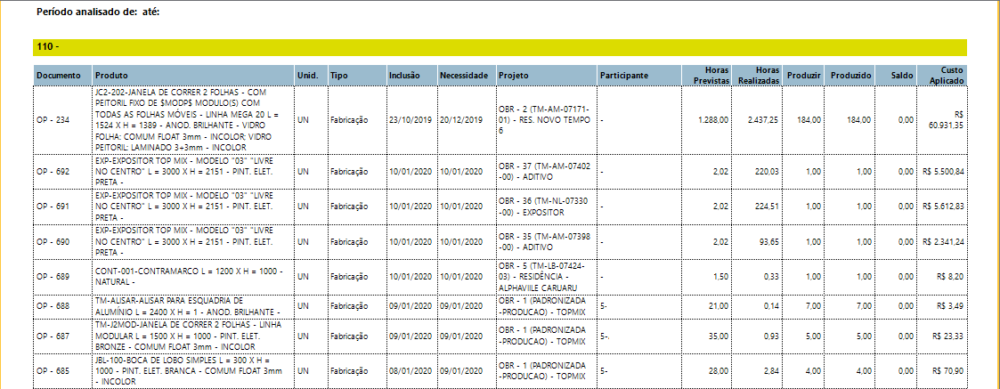 Período analisado de: até:
110 -
Documento Produto Unid. Tipo Inclusão Necessidade Projeto Participante Horas Previstas Horas Realizadas Produzir Produzido Saldo Custo Aplicado
JC2-202-JANELA DE CORRER 2 FOLHAS - COM
PEITORIL FIXO DE $MODP$ MODULO(S) COM
TODAS AS FOLHAS MÓVEIS - LINHA MEGA 20 L =
1524 X H = 1389 - ANOD. BRILHANTE - VIDRO
FOLHA: COMUM FLOAT 3mm - INCOLOR; VIDRO
PEITORIL: LAMINADO 3+3mm - INCOLOR
OP - 234 UN Fabricação 23/10/2019 20/12/2019
OBR - 2 (TM-AM-07171-
01) - RES. NOVO TEMPO
6
- 1.288,00 2.437,25 184,00 184,00 0,00 R$
60.931,35
EXP-EXPOSITOR TOP MIX - MODELO "03" "LIVRE
NO CENTRO" L = 3000 X H = 2151 - PINT. ELET.
PRETA -
OP - 692 UN Fabricação 10/01/2020 10/01/2020
OBR - 37 (TM-AM-07402
-00) - ADITIVO
- 2,02 220,03 1,00 1,00 0,00 R$ 5.500,84
EXP-EXPOSITOR TOP MIX - MODELO "03" "LIVRE
NO CENTRO" L = 3000 X H = 2151 - PINT. ELET.
PRETA -
OP - 691 UN Fabricação 10/01/2020 10/01/2020
OBR - 36 (TM-NL-07330
-00) - EXPOSITOR
- 2,02 224,51 1,00 1,00 0,00 R$ 5.612,83
EXP-EXPOSITOR TOP MIX - MODELO "03" "LIVRE
NO CENTRO" L = 3000 X H = 2151 - PINT. ELET.
PRETA -
OP - 690 UN Fabricação 10/01/2020 10/01/2020
OBR - 35 (TM-AM-07398
-00) - ADITIVO
- 2,02 93,65 1,00 1,00 0,00 R$ 2.341,24
CONT-001-CONTRAMARCO L = 1200 X H = 1000 -
NATURAL -
OP - 689 UN Fabricação 10/01/2020 10/01/2020
OBR - 5 (TM-LB-07424-
03) - RESIDÊNCIA -
ALPHAVIILE CARUARU
- 1,50 0,33 1,00 1,00 0,00 R$ 8,20
TM-ALISAR-ALISAR PARA ESQUADRIA DE
ALUMÍNIO L = 2400 X H = 1 - ANOD. BRILHANTE -
OP - 688 UN Fabricação 09/01/2020 09/01/2020
OBR - 1 (PADRONIZADA
-PRODUCAO) - TOPMIX
5- 21,00 0,14 7,00 7,00 0,00 R$ 3,49
TM-J2MOD-JANELA DE CORRER 2 FOLHAS - LINHA
MODULAR L = 1500 X H = 1000 - PINT. ELET.
BRONZE - COMUM FLOAT 3mm - INCOLOR
OP - 687 UN Fabricação 09/01/2020 09/01/2020
OBR - 1 (PADRONIZADA
-PRODUCAO) - TOPMIX
5-. 35,00 0,93 5,00 5,00 0,00 R$ 23,33
JBL-100-BOCA DE LOBO SIMPLES L = 300 X H =
1000 - PINT. ELET. BRANCA - COMUM FLOAT 3mm
- INCOLOR
OP - 685 UN Fabricação 08/01/2020 09/01/2020
OBR - 1 (PADRONIZADA
-PRODUCAO) - TOPMIX
5- 28,00 2,84 4,00 4,00 0,00 R$ 70,90